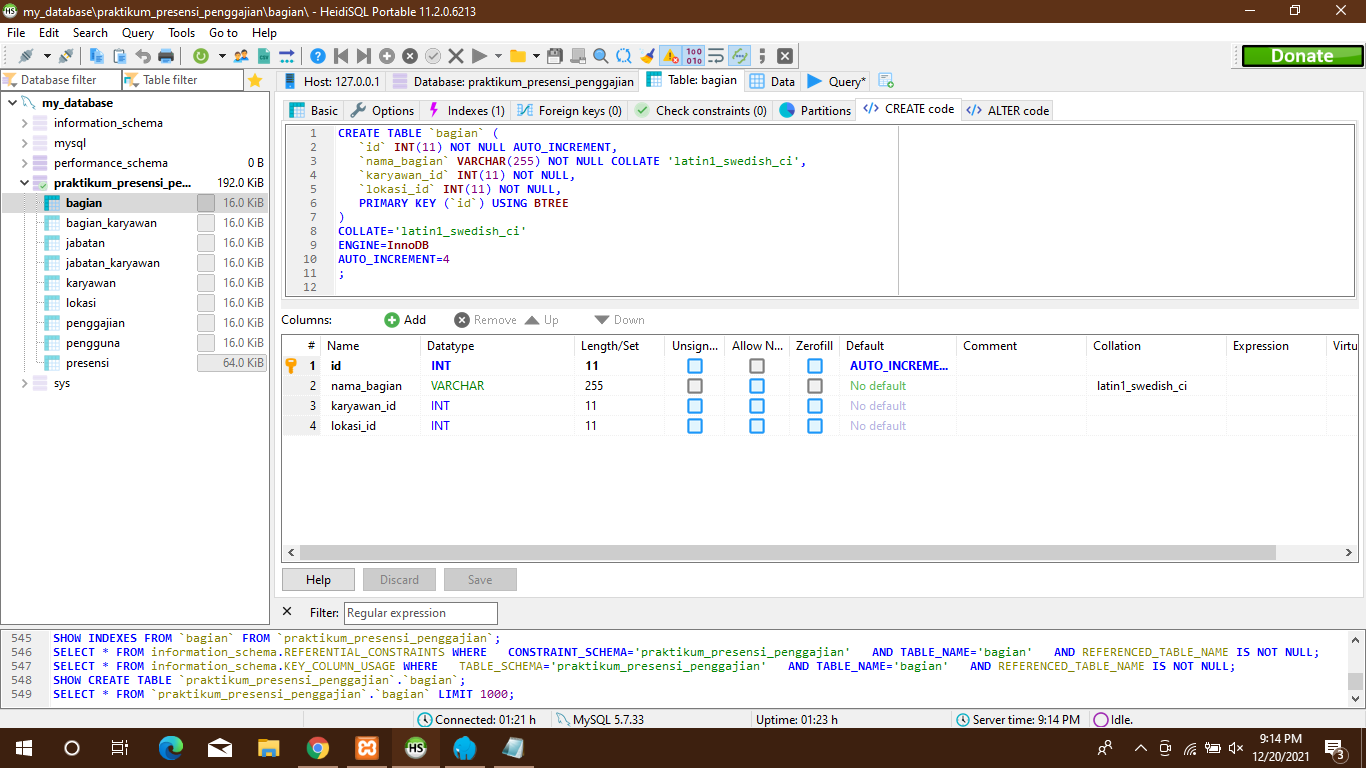 my_database\praktikum_presensi_penggajian\bagian\ - HeidiSQL Portable 11.2.0.6213
File Edit Search Query Tools Go to Help
Donate
Database filter Table filter
Host: 127.0.0.1 Database: praktikum_presensi_penggajian Table: bagian Data Query*
my_database
information_schema
mysql
performance_schema 0 B
praktikum_presensi_pe... 192.0 KiB
bagian 16.0 KiB
bagian_karyawan 16.0 KiB
jabatan 16.0 KiB
jabatan_karyawan 16.0 KiB
karyawan 16.0 KiB
lokasi 16.0 KiB
penggajian 16.0 KiB
pengguna 16.0 KiB
presensi 64.0 KiB
sys
Basic Options Indexes (1) Foreign keys (0) Check constraints (0) Partitions CREATE code ALTER code
1 CREATE TABLE `bagian` (
2 `id` INT(11) NOT NULL AUTO_INCREMENT,
3 `nama_bagian` VARCHAR(255) NOT NULL COLLATE 'latin1_swedish_ci',
4 `karyawan_id` INT(11) NOT NULL,
5 `lokasi_id` INT(11) NOT NULL,
6 PRIMARY KEY (`id`) USING BTREE
7 )
8 COLLATE='latin1_swedish_ci'
9 ENGINE=InnoDB
10 AUTO_INCREMENT=4
11 ;
12
Columns: Add Remove Up Down
# Name Datatype Length/Set Unsign... Allow N... Zerofill Default Comment Collation Expression Virtu
1 id INT 11 AUTO_INCREME...
2 nama_bagian VARCHAR 255 No default latin1_swedish_ci
3 karyawan_id INT 11 No default
4 lokasi_id INT 11 No default
Help Discard Save
Filter: Regular expression
545 SHOW INDEXES FROM `bagian` FROM `praktikum_presensi_penggajian`;
546 SELECT * FROM information_schema.REFERENTIAL_CONSTRAINTS WHERE CONSTRAINT_SCHEMA='praktikum_presensi_penggajian' AND TABLE_NAME='bagian' AND REFERENCED_TABLE_NAME IS NOT NULL;
547 SELECT * FROM information_schema.KEY_COLUMN_USAGE WHERE TABLE_SCHEMA='praktikum_presensi_penggajian' AND TABLE_NAME='bagian' AND REFERENCED_TABLE_NAME IS NOT NULL;
548 SHOW CREATE TABLE `praktikum_presensi_penggajian`.`bagian`;
549 SELECT * FROM `praktikum_presensi_penggajian`.`bagian` LIMIT 1000;
Connected: 01:21 h MySQL 5.7.33 Uptime: 01:23 h Server time: 9:14 PM Idle.
9:14 PM
12/20/2021
3